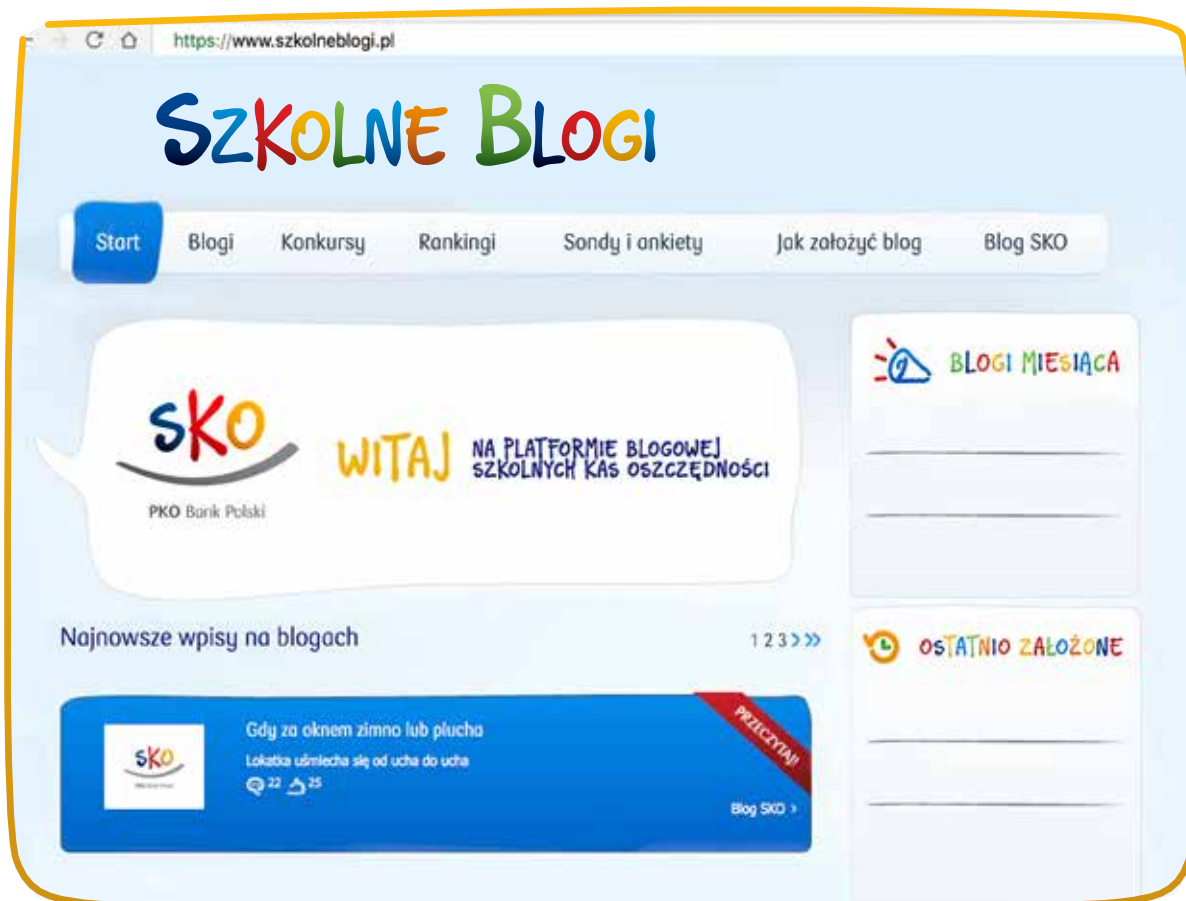 https://www.szkolneblogi.pl
SZKOLNE BLOGI
Start Blogi Konkursy Rankingi Sondy i ankiety Jak założyć blog Blog SKO
SKO
PKO Bank Polski
WITAJ
NA PLATFORMIE BLOGOWEJ
SZKOLNYCH KAS OSZCZĘDNOŚCI
BLOGI MIESIĄCA
Najnowsze wpisy na blogach
1 2 3
OSTATNIO ZAŁOŻONE
SKO
Gdy za oknem zimno lub plucha
Lokatka uśmiecha się od ucha do ucha
22 25
PRZECZYTAJ!
Blog SKO >